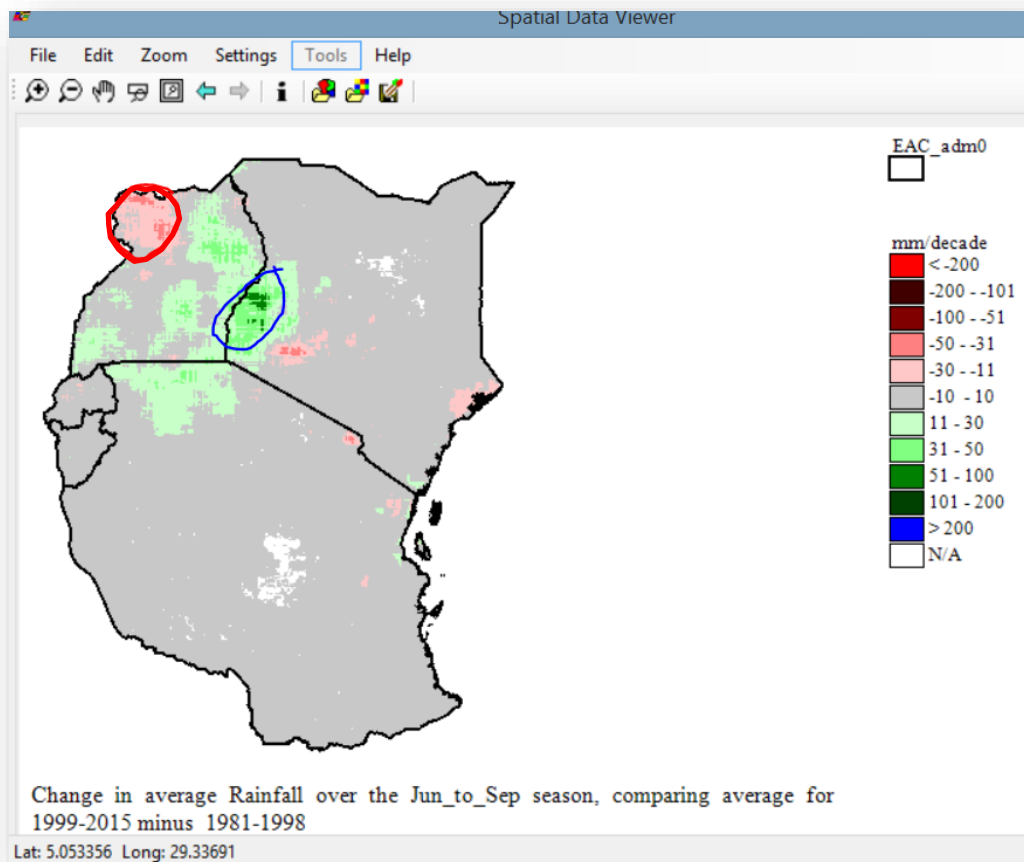 Spatial Data Viewer
File Edit Zoom Settings Tools Help
EAC_adm0
mm/decade
< -200
-200 - -101
-100 - -51
-50 - -31
-30 - -11
-10 - 10
11 - 30
31 - 50
51 - 100
101 - 200
> 200
N/A
Change in average Rainfall over the Jun_to_Sep season, comparing average for
1999-2015 minus 1981-1998
Lat: 5.053356 Long: 29.33691